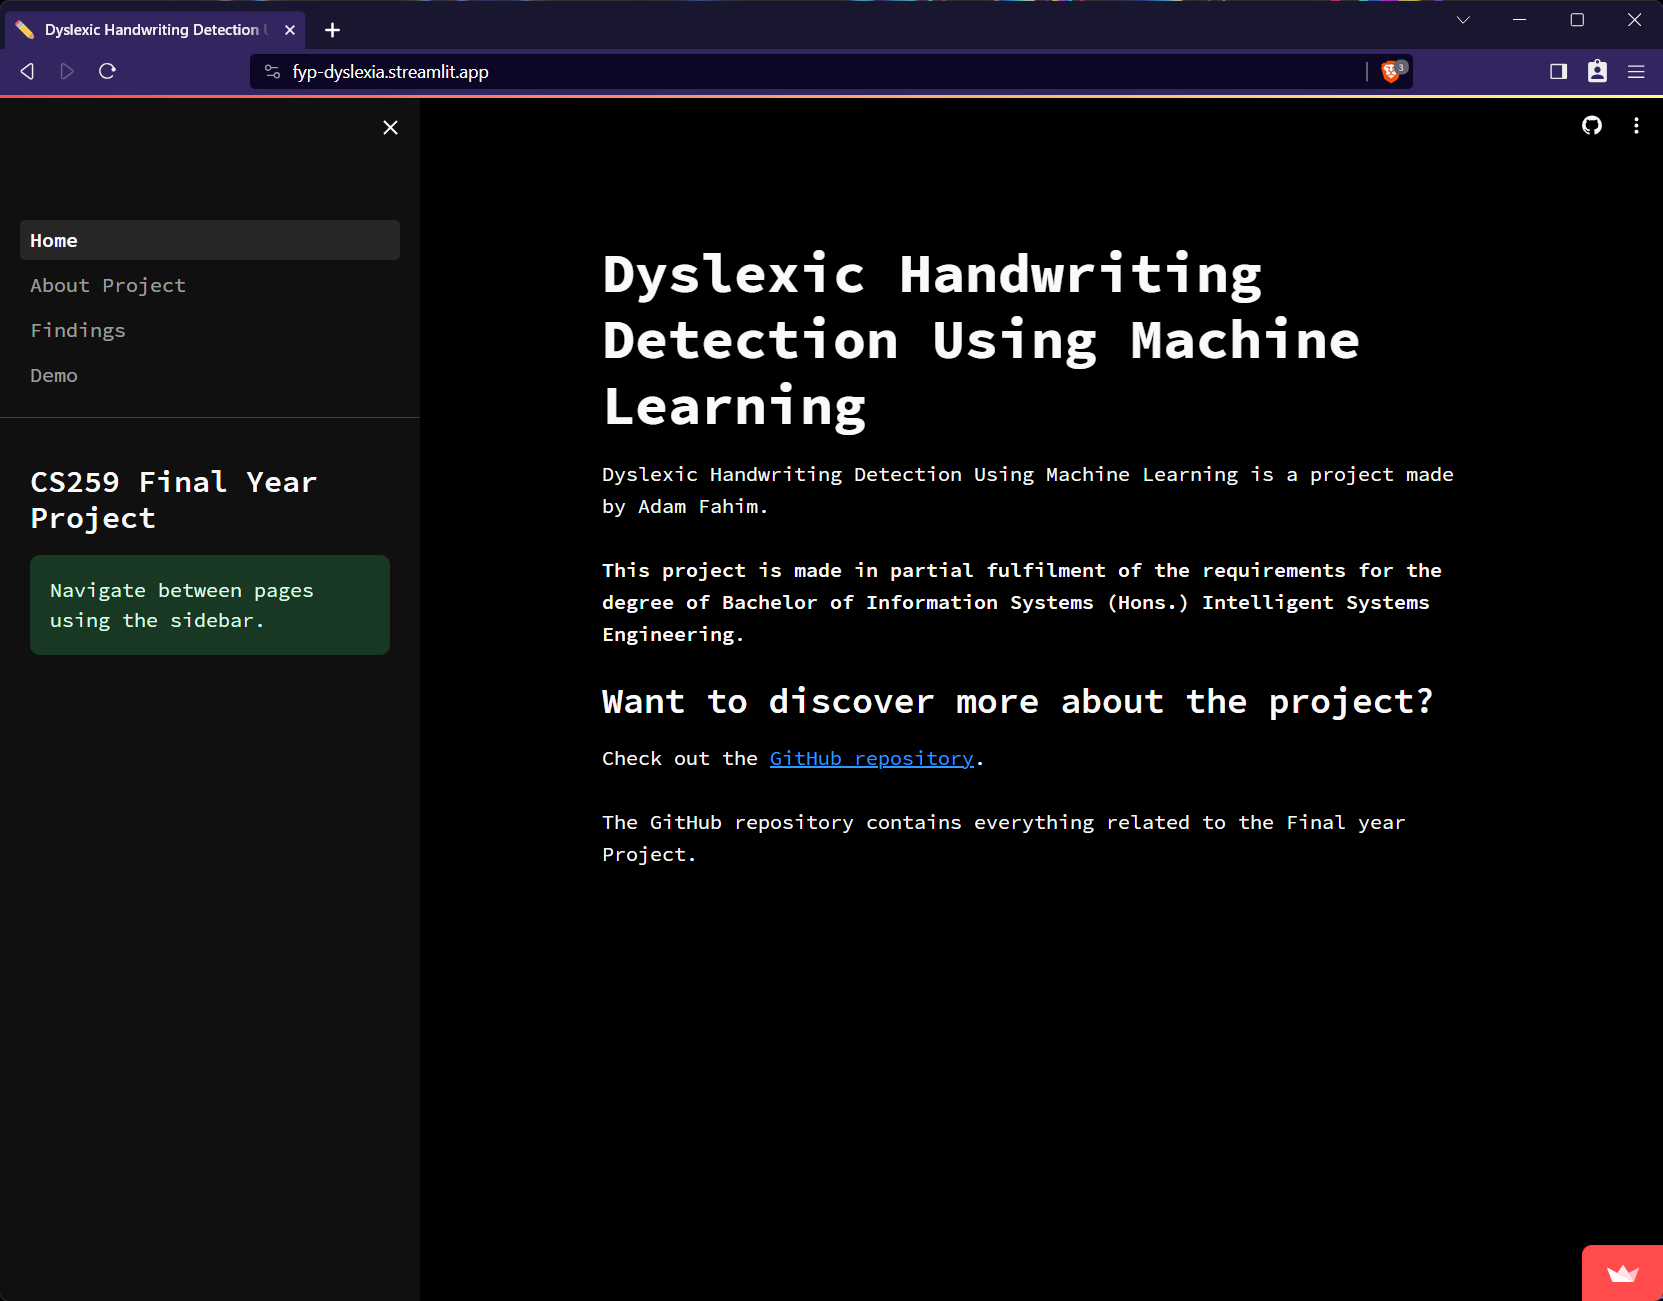 Dyslexic Handwriting Detection
fyp-dyslexia.streamlit.app
3
Home
About Project
Findings
Demo
CS259 Final Year
Project
Navigate between pages
using the sidebar.
Dyslexic Handwriting
Detection Using Machine
Learning
Dyslexic Handwriting Detection Using Machine Learning is a project made
by Adam Fahim.
This project is made in partial fulfilment of the requirements for the
degree of Bachelor of Information Systems (Hons.) Intelligent Systems
Engineering.
Want to discover more about the project?
Check out the GitHub repository.
The GitHub repository contains everything related to the Final year
Project.